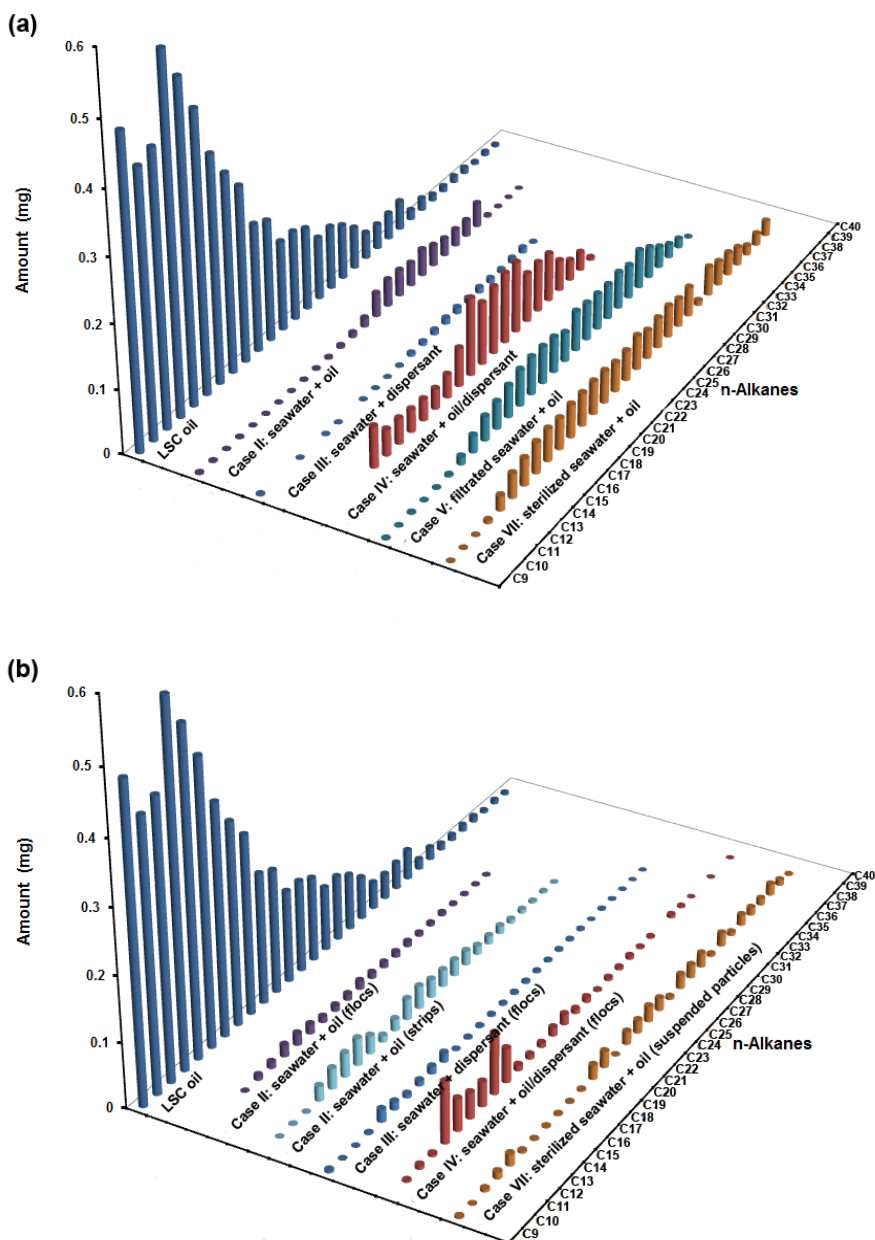 (a)
0.6
0.5
0.4
0.3
0.2
0.1
0
Amount (mg)
LSC oil
Case II: seawater + oil
Case III: seawater + dispersant
Case IV: seawater + oil/dispersant
Case V: filtrated seawater + oil
Case VII: sterilized seawater + oil
n-Alkanes
C40
C39
C38
C37
C36
C35
C34
C33
C32
C31
C30
C29
C28
C27
C26
C25
C24
C23
C22
C21
C20
C19
C18
C17
C16
C15
C14
C13
C12
C11
C10
C9
(b)
0.6
0.5
0.4
0.3
0.2
0.1
0
Amount (mg)
LSC oil
Case II: seawater + oil (flocs)
Case II: seawater + oil (strips)
Case III: seawater + dispersant (flocs)
Case IV: seawater + oil/dispersant (flocs)
Case VII: sterilized seawater + oil (suspended particles)
n-Alkanes
C40
C39
C38
C37
C36
C35
C34
C33
C32
C31
C30
C29
C28
C27
C26
C25
C24
C23
C22
C21
C20
C19
C18
C17
C16
C15
C14
C13
C12
C11
C10
C9